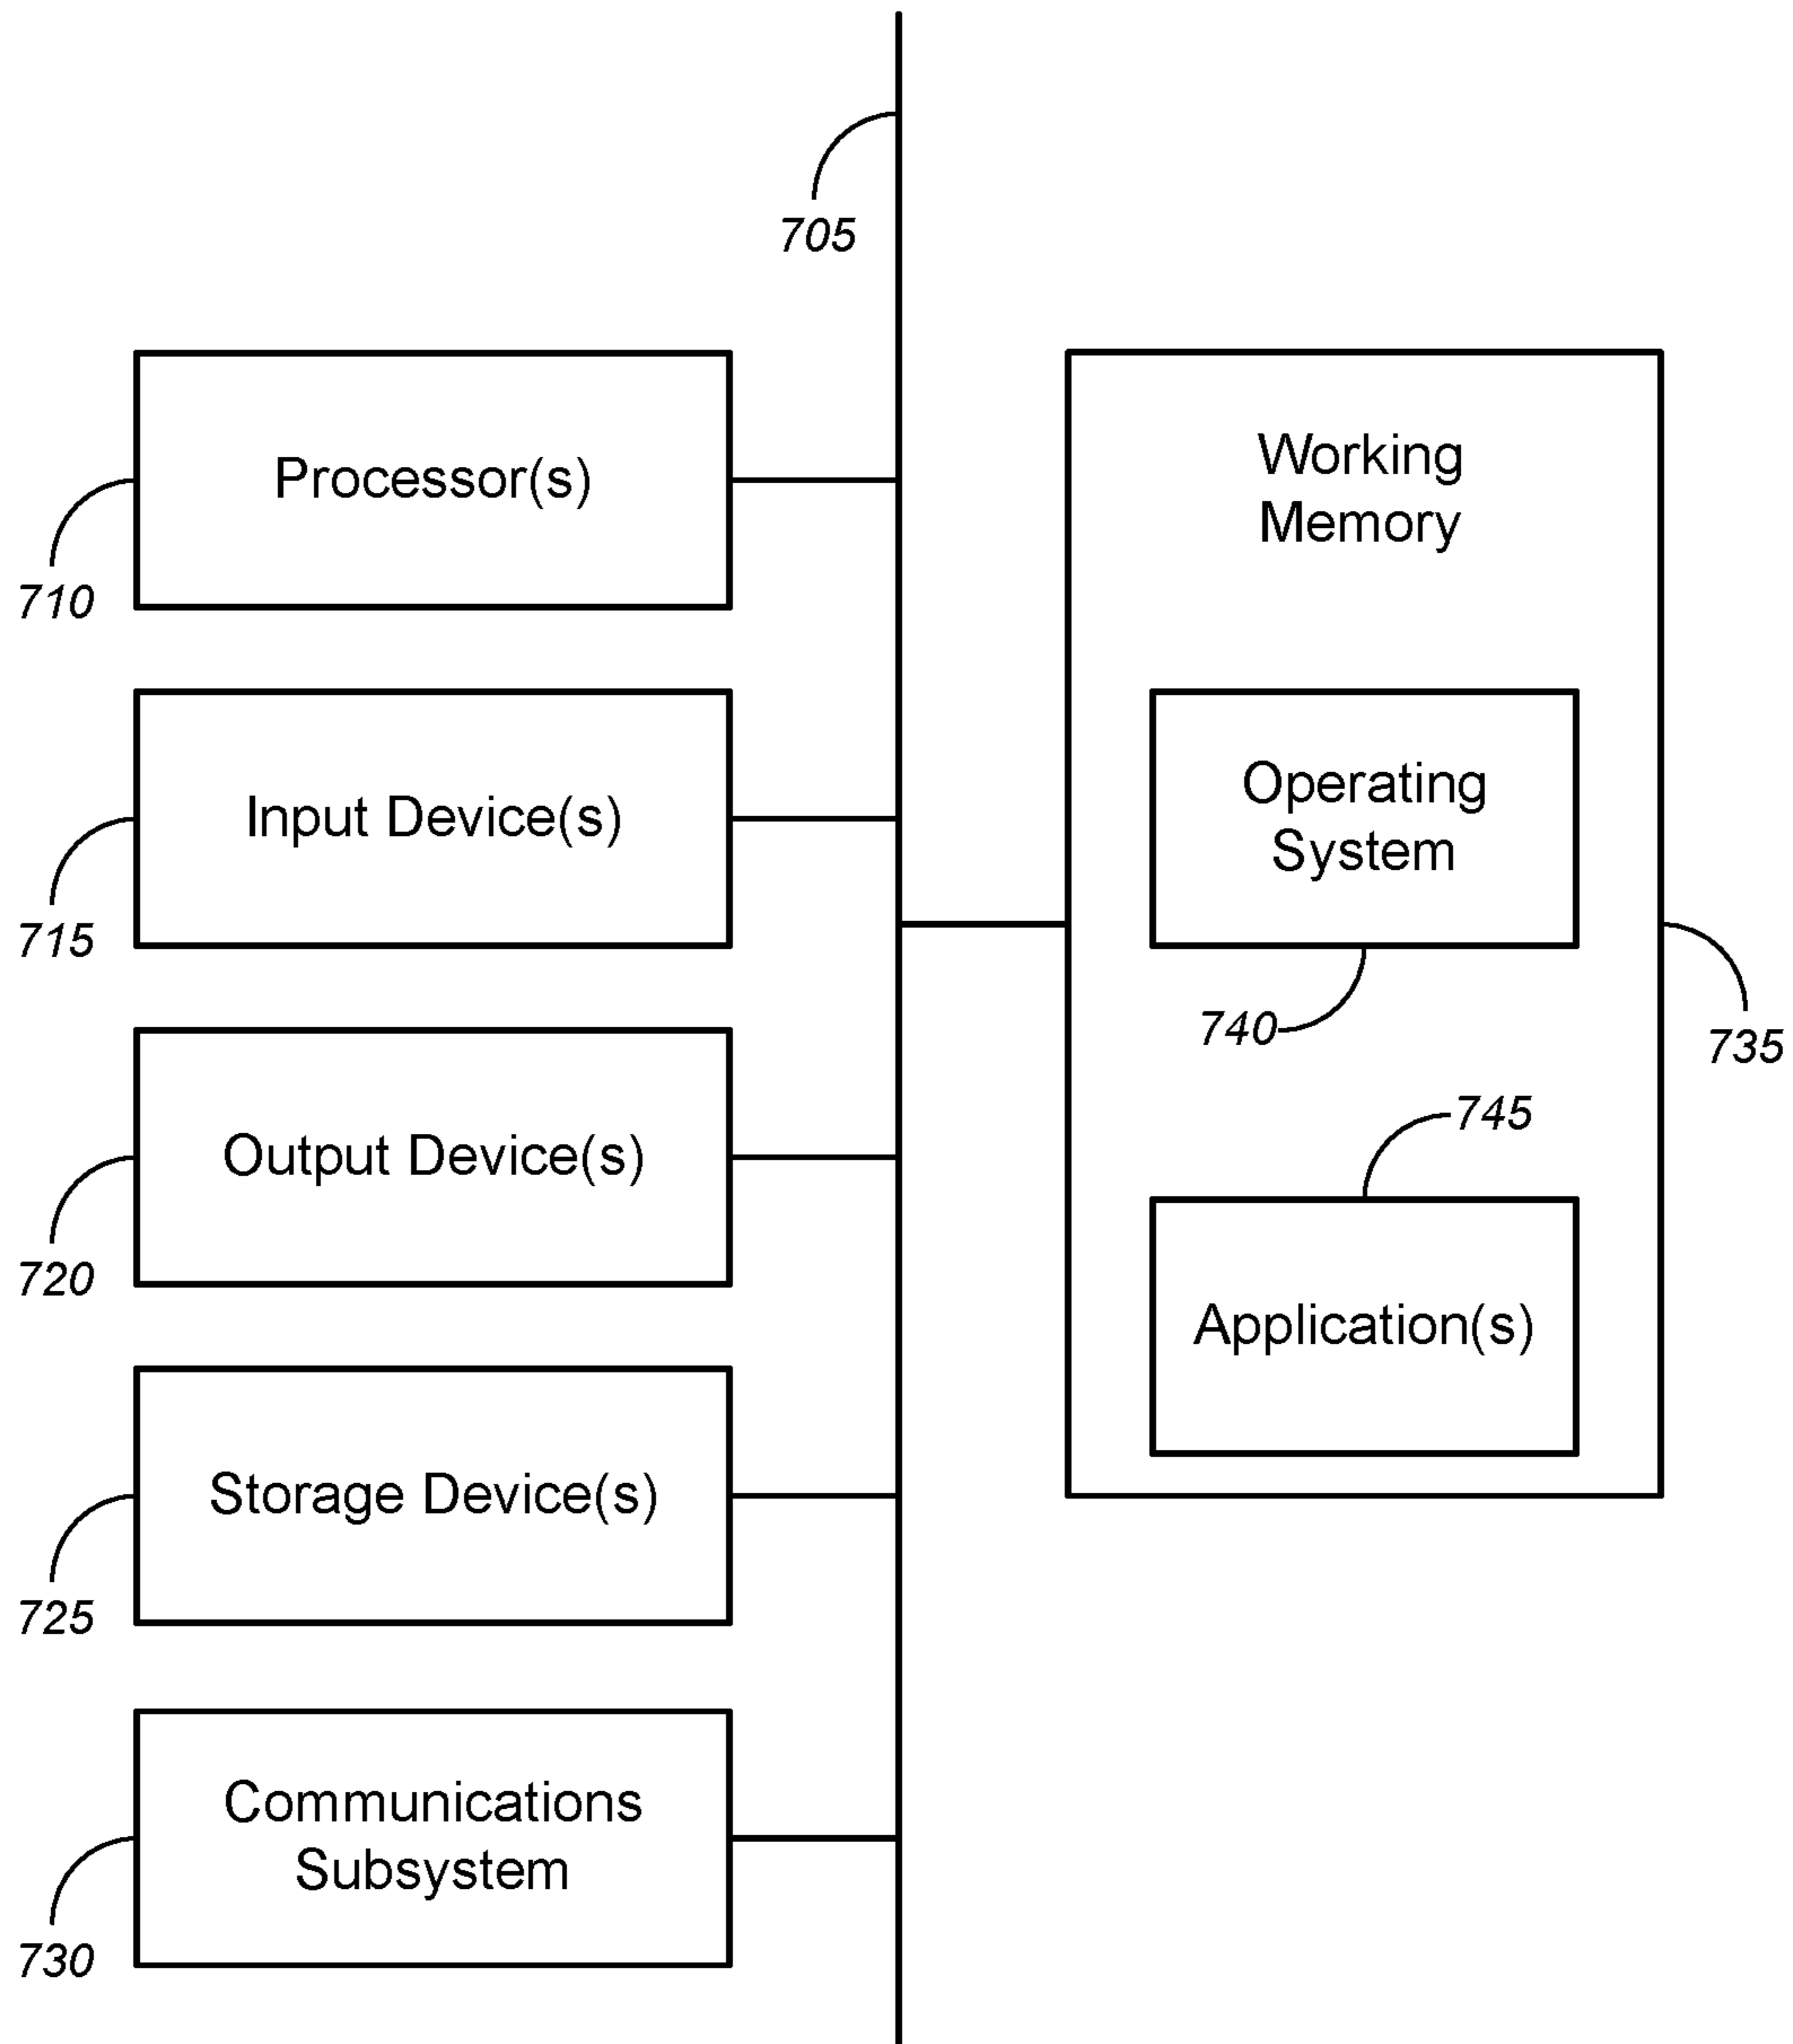 705
Processor(s)
710
Input Device(s)
715
Output Device(s)
720
Storage Device(s)
725
Communications
Subsystem
730
Working
Memory
Operating
System
740
735
745
Application(s)